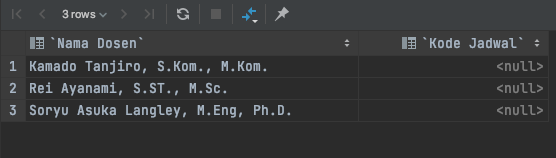 3 rows
`Nama Dosen` `Kode Jadwal`
1 Kamado Tanjiro, S.Kom., M.Kom. <null>
2 Rei Ayanami, S.ST., M.Sc. <null>
3 Soryu Asuka Langley, M.Eng, Ph.D. <null>